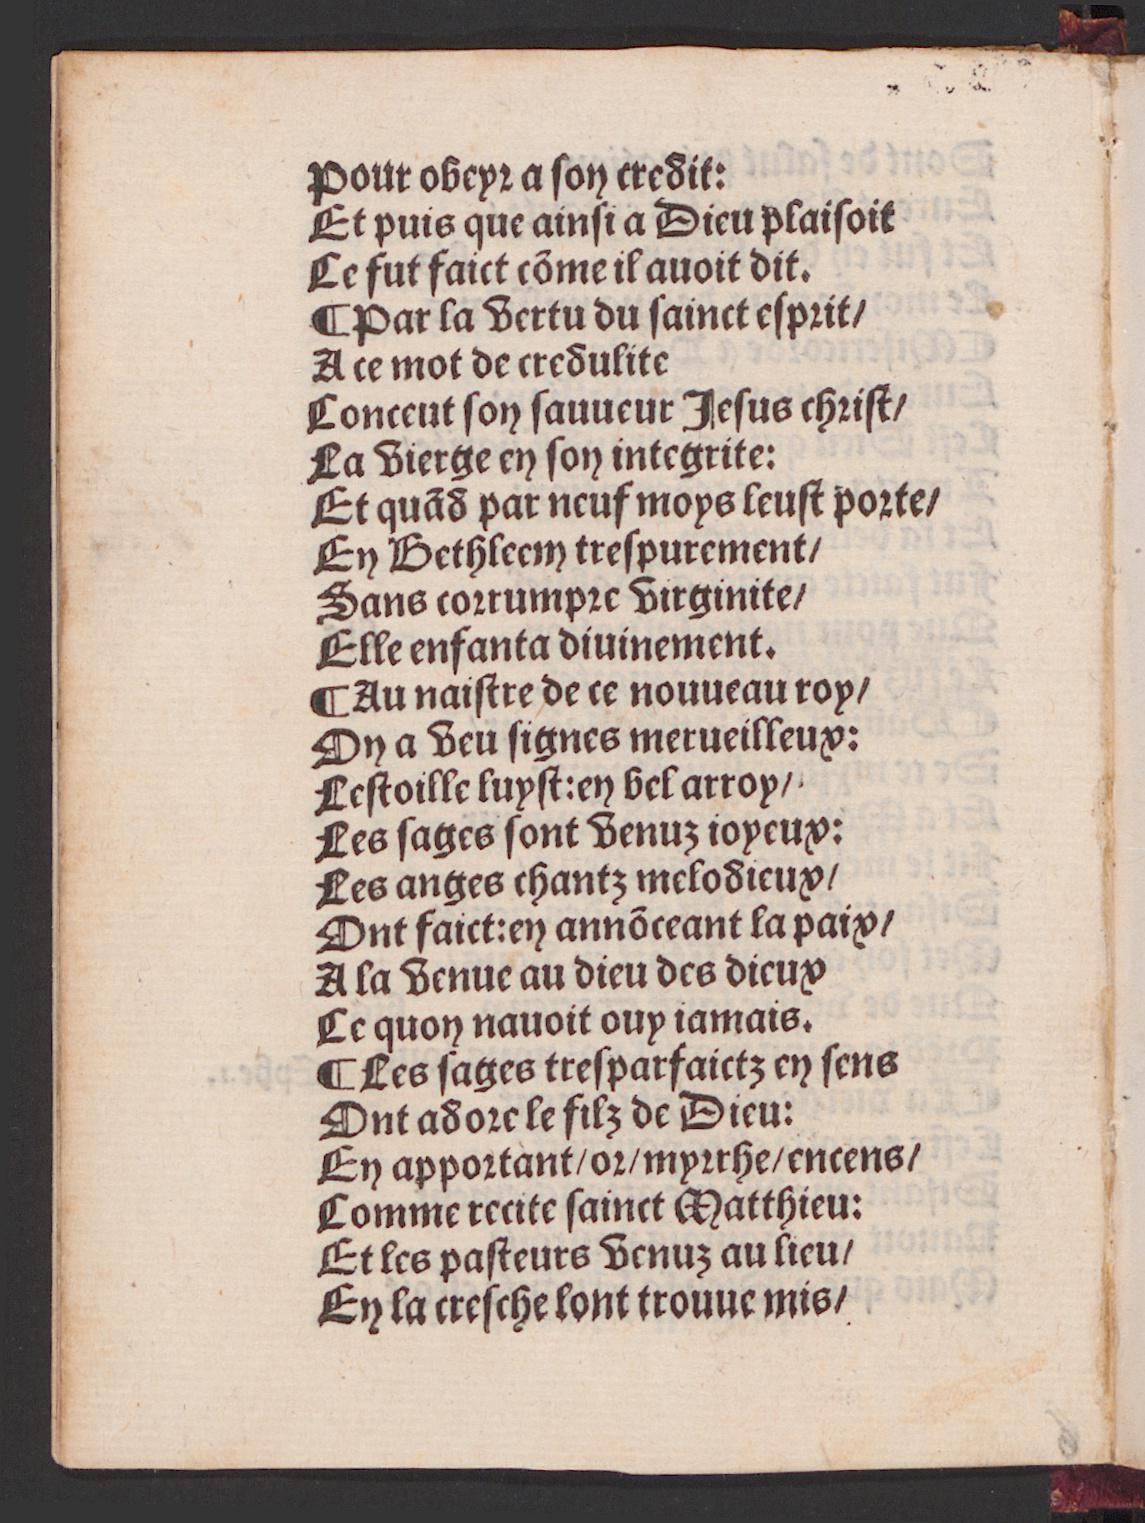 Pour obeyr a son credit:
Et puis que ainsi a Dieu plaisoit
Ce fut faict cõme il auoit dit.
¶Par la vertu du sainct esprit/
A ce mot de credulite
Conceut son sauueur Jesus christ/
La vierge en son integrite:
Et quãd par neuf moys leust porte/
En Bethleem trespurement/
Sans corrumpre virginite/
Elle enfanta diuinement.
¶Au naistre de ce nouueau roy/
On a veu signes merueilleux:
Lestoille luyst:en bel arroy/
Les sages sont venuz ioyeux:
Les anges chantz melodieux/
Ont faict:en annõceant la paix/
A la venue au dieu des dieux
Ce quon nauoit ouy iamais.
¶Les sages tresparfaictz en sens
Ont adore le filz de Dieu:
En apportant/or/myrrhe/encens/
Comme recite sainct Matthieu:
Et les pasteurs venuz au lieu/
En la cresche lont trouue mis/